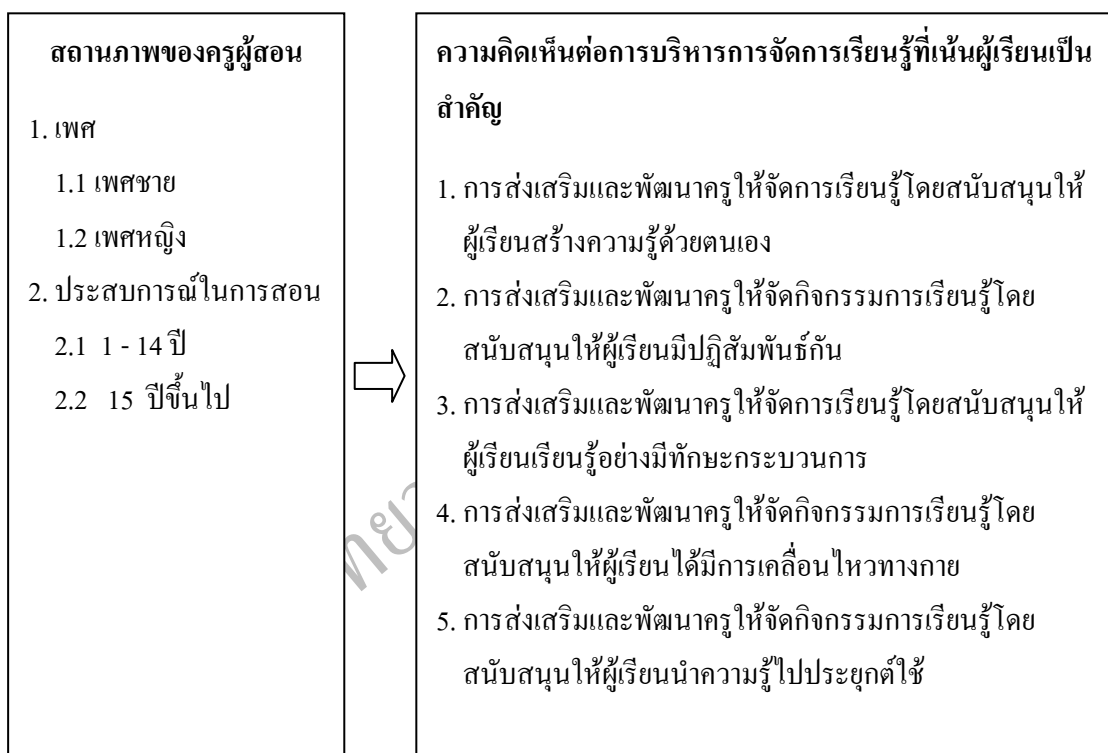 สถานภาพของครูผู้สอน
1. เพศ
1.1 เพศชาย
1.2 เพศหญิง
2. ประสบการณ์ในการสอน
2.1 1 - 14 ปี
2.2 15 ปีขึ้นไป
ความคิดเห็นต่อการบริหารการจัดการเรียนรู้ที่เน้นผู้เรียนเป็น
สำคัญ
1. การส่งเสริมและพัฒนาครูให้จัดการเรียนรู้โดยสนับสนุนให้
ผู้เรียนสร้างความรู้ด้วยตนเอง
2. การส่งเสริมและพัฒนาครูให้จัดกิจกรรมการเรียนรู้โดย
สนับสนุนให้ผู้เรียนมีปฏิสัมพันธ์กัน
3. การส่งเสริมและพัฒนาครูให้จัดการเรียนรู้โดยสนับสนุนให้
ผู้เรียนเรียนรู้อย่างมีทักษะกระบวนการ
4. การส่งเสริมและพัฒนาครูให้จัดกิจกรรมการเรียนรู้โดย
สนับสนุนให้ผู้เรียนได้มีการเคลื่อนไหวทางกาย
5. การส่งเสริมและพัฒนาครูให้จัดกิจกรรมการเรียนรู้โดย
สนับสนุนให้ผู้เรียนนำความรู้ไปประยุกต์ใช้